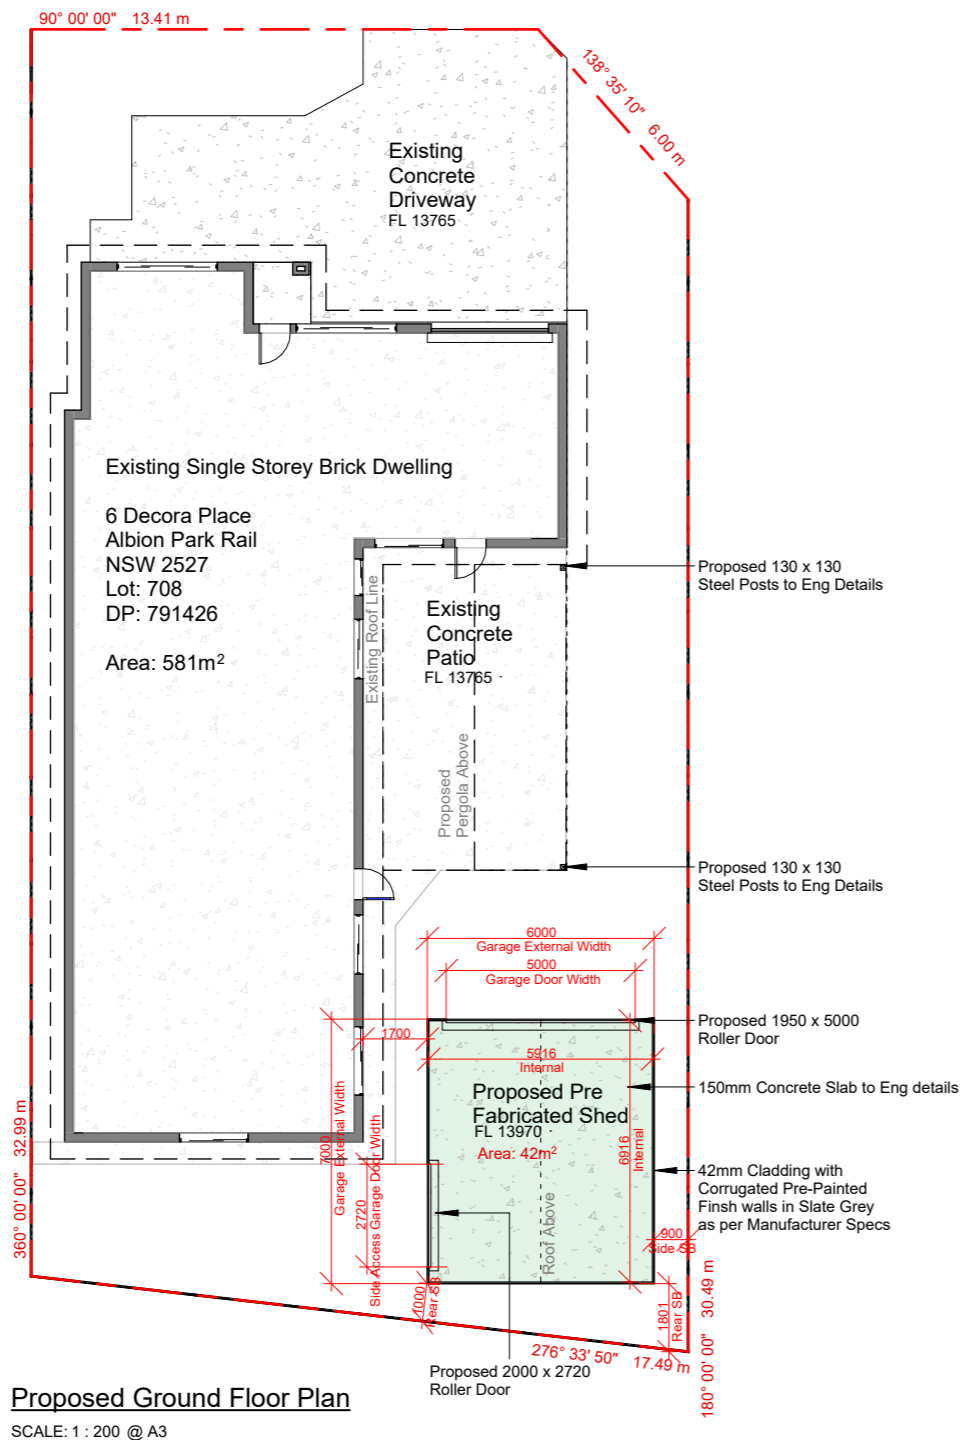 90° 00' 00"    13.41 m
138° 35' 10"    6.00 m
Existing
Concrete
Driveway
FL 13765
Existing Single Storey Brick Dwelling
6 Decora Place
Albion Park Rail
NSW 2527
Lot: 708
DP: 791426
Area: 581m²
Existing Roof Line
Existing
Concrete
Patio
FL 13765
Proposed
Pergola Above
Proposed 130 x 130
Steel Posts to Eng Details
Proposed 130 x 130
Steel Posts to Eng Details
6000
Garage External Width
5000
Garage Door Width
1700
5916
Internal
Proposed 1950 x 5000
Roller Door
150mm Concrete Slab to Eng details
Proposed Pre
Fabricated Shed
FL 13970
Area: 42m²
6916
Internal
7000
Garage External Width
2720
Side Access Garage Door Width
Roof Above
42mm Cladding with
Corrugated Pre-Painted
Finsh walls in Slate Grey
as per Manufacturer Specs
900
Side SB
1000
Rear SB
1801
Rear SB
360° 00' 00"    32.99 m
276° 33' 50"    17.49 m
180° 00' 00"    30.49 m
Proposed 2000 x 2720
Roller Door
Proposed Ground Floor Plan
SCALE: 1 : 200 @ A3